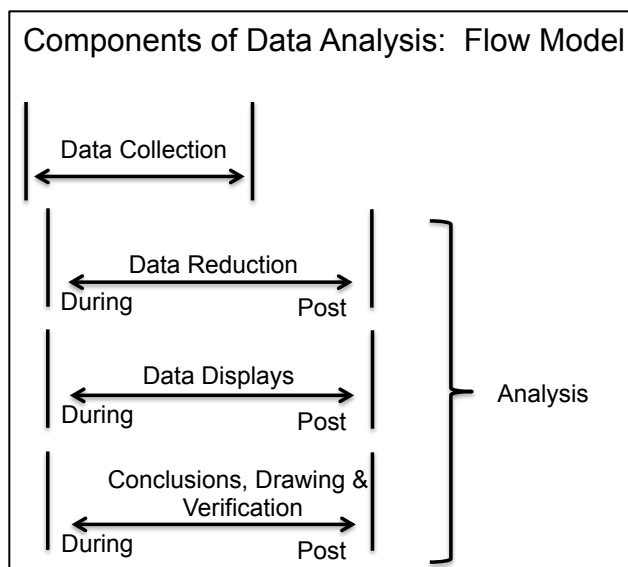 Components of Data Analysis: Flow Model
Data Collection
Data Reduction
During Post
Data Displays
During Post
Analysis
Conclusions, Drawing &
Verification
During Post